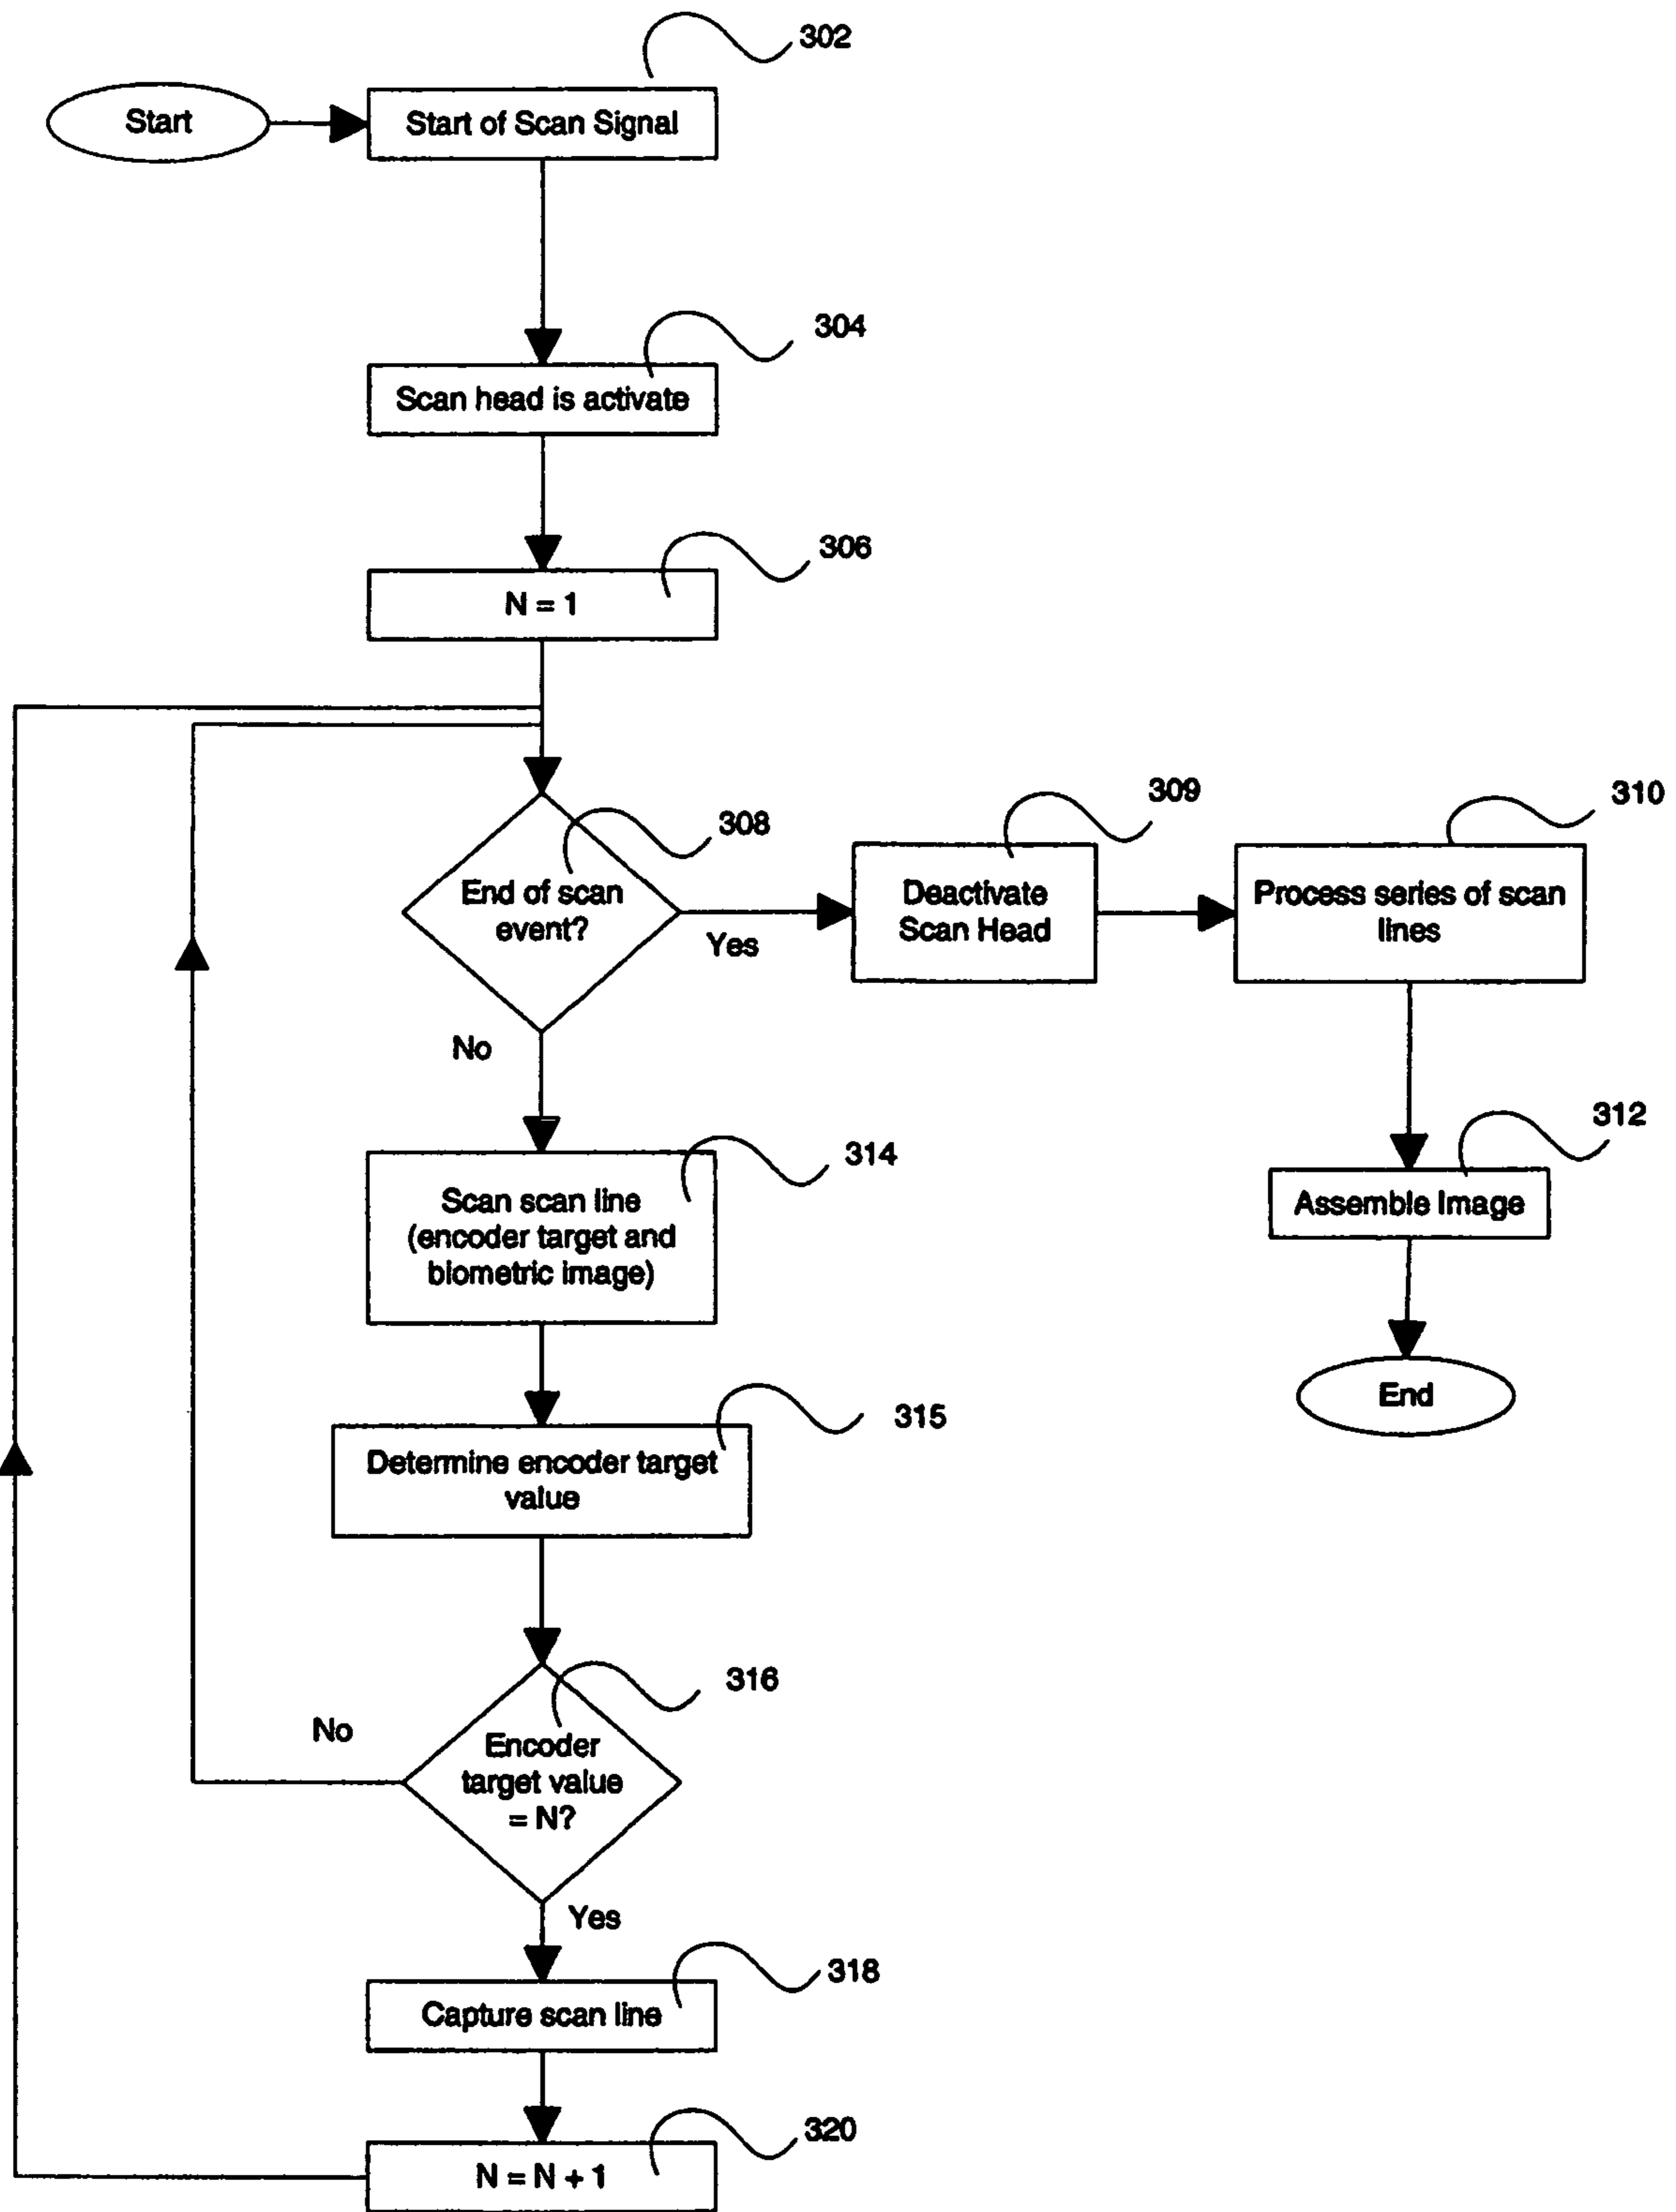 302
Start
Start of Scan Signal
304
Scan head is activate
306
N = 1
308
End of scan
event?
Yes
No
309
Deactivate
Scan Head
310
Process series of scan
lines
312
Assemble Image
End
314
Scan scan line
(encoder target and
biometric image)
315
Determine encoder target
value
316
Encoder
target value
= N?
No
Yes
318
Capture scan line
320
N = N + 1